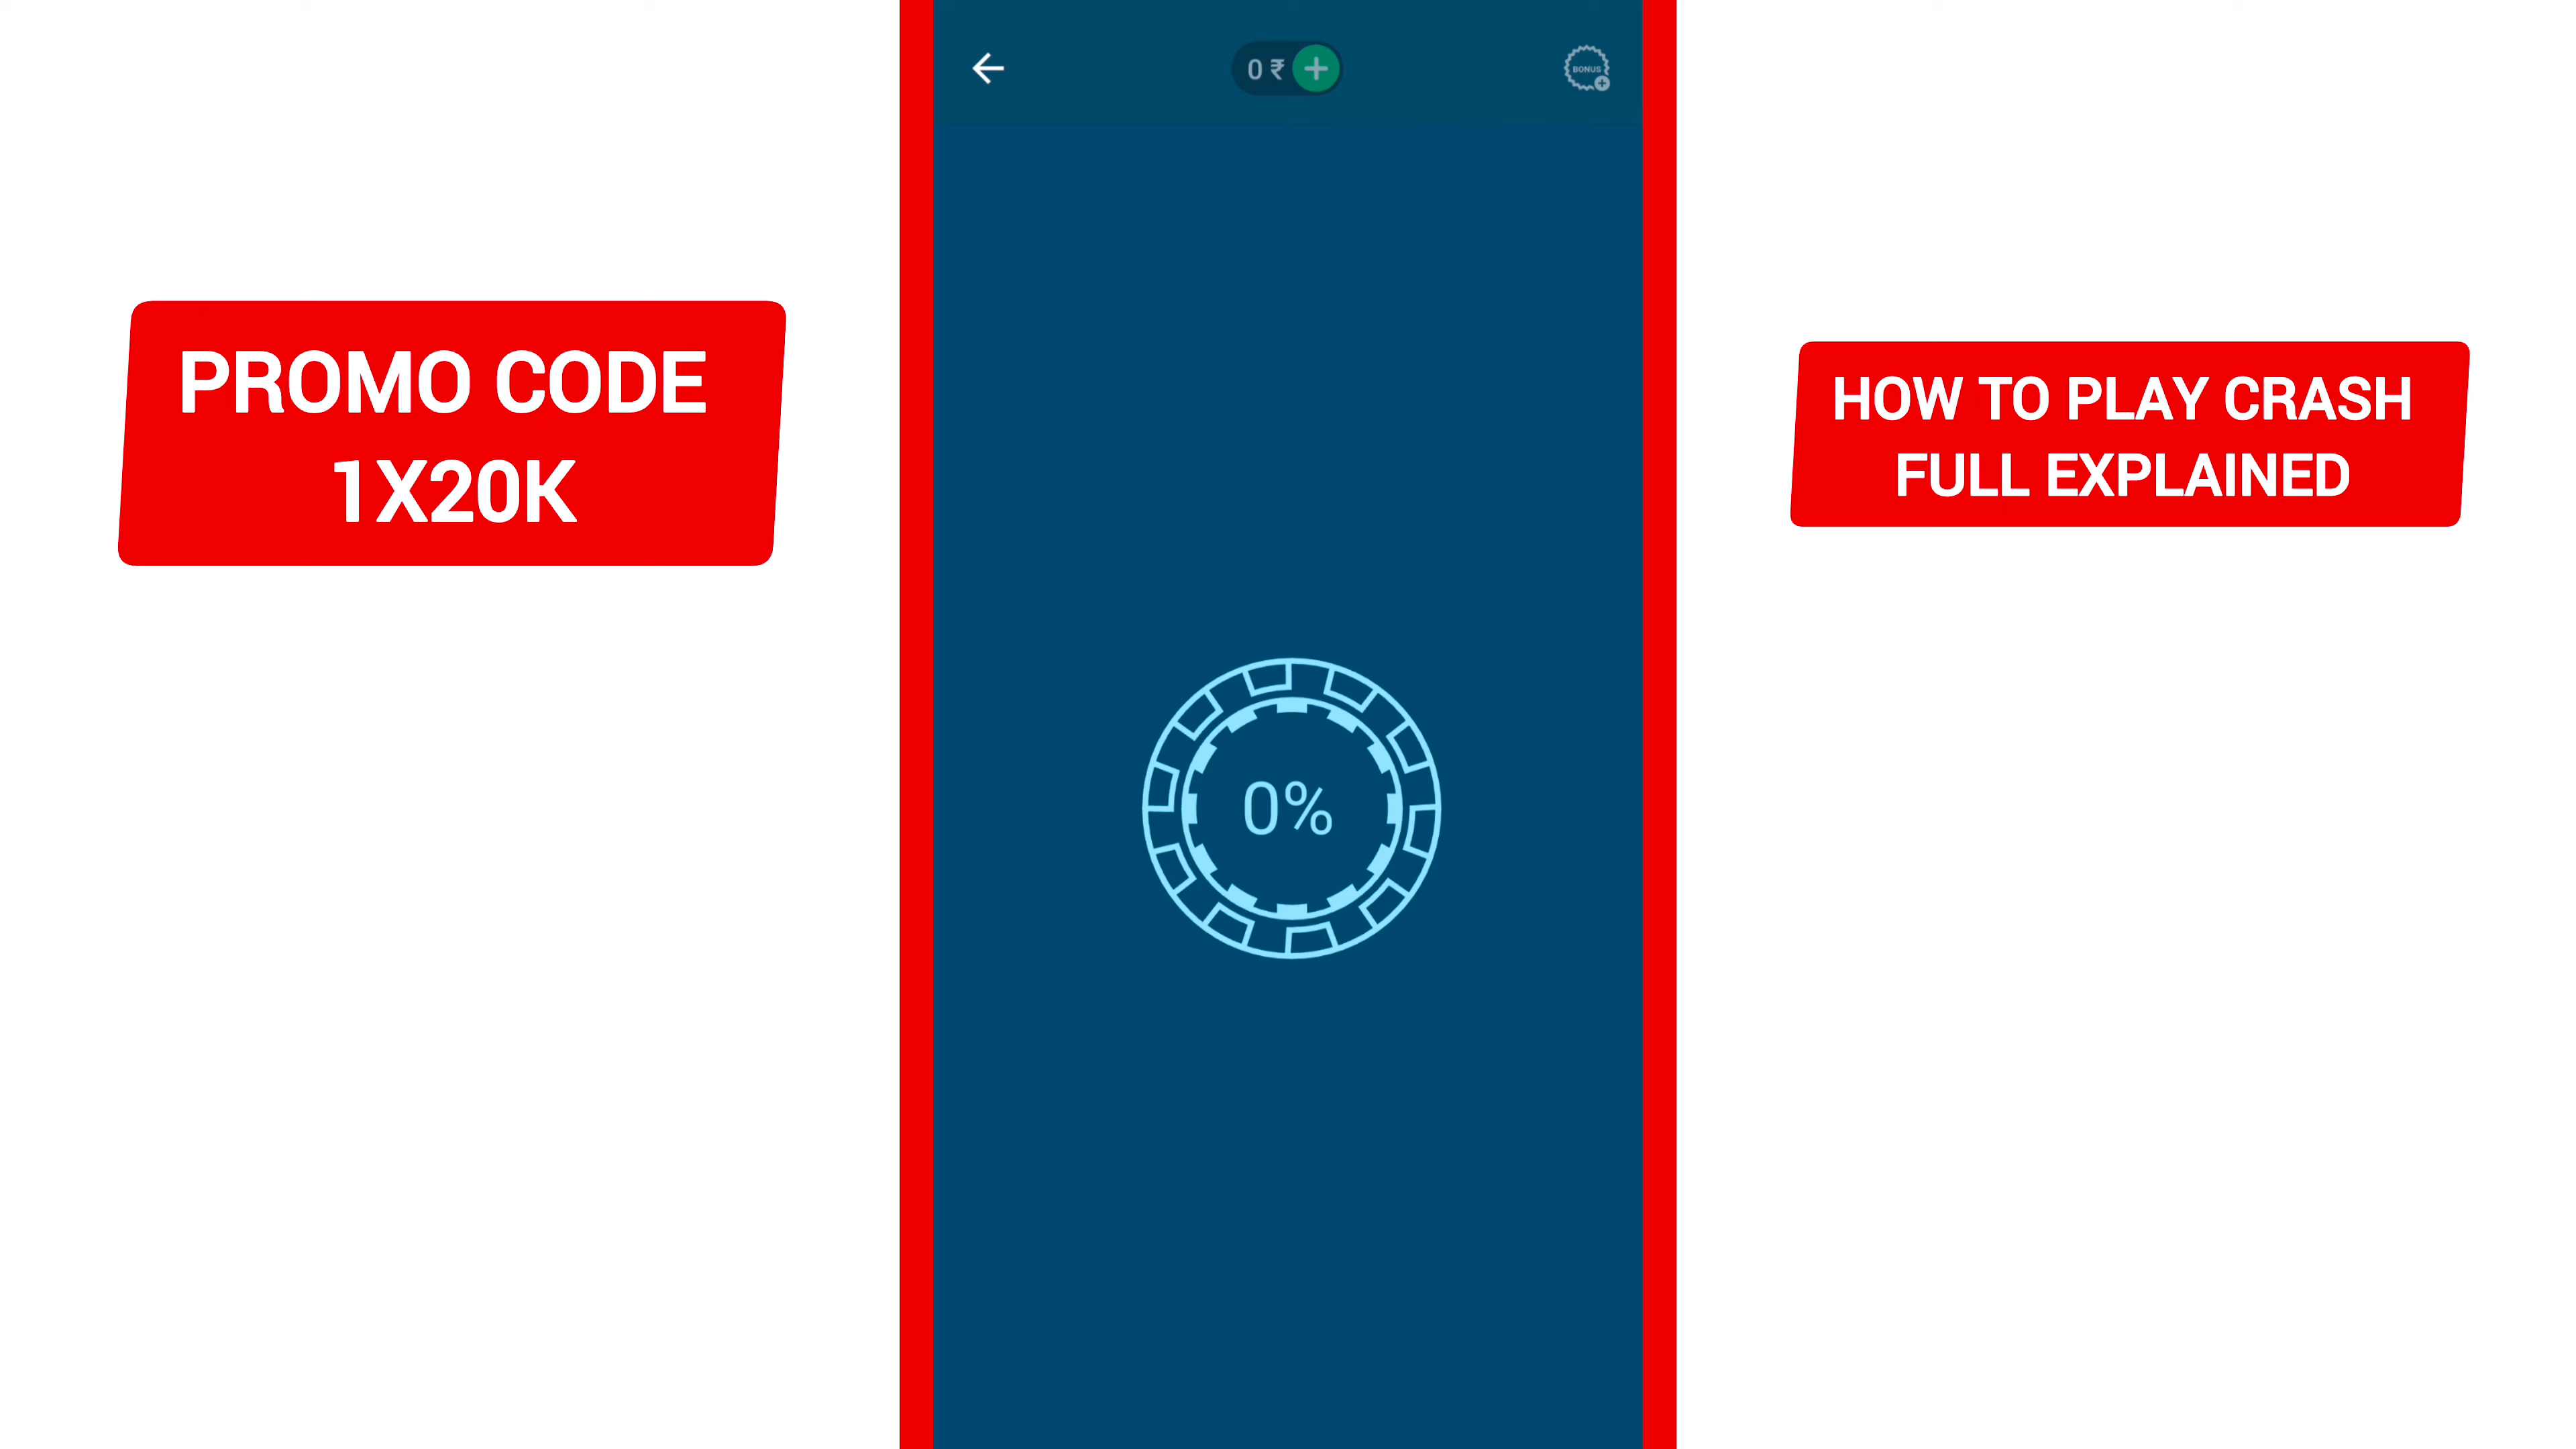 0 ₹
BONUS
PROMO CODE
1X20K
HOW TO PLAY CRASH
FULL EXPLAINED
0%